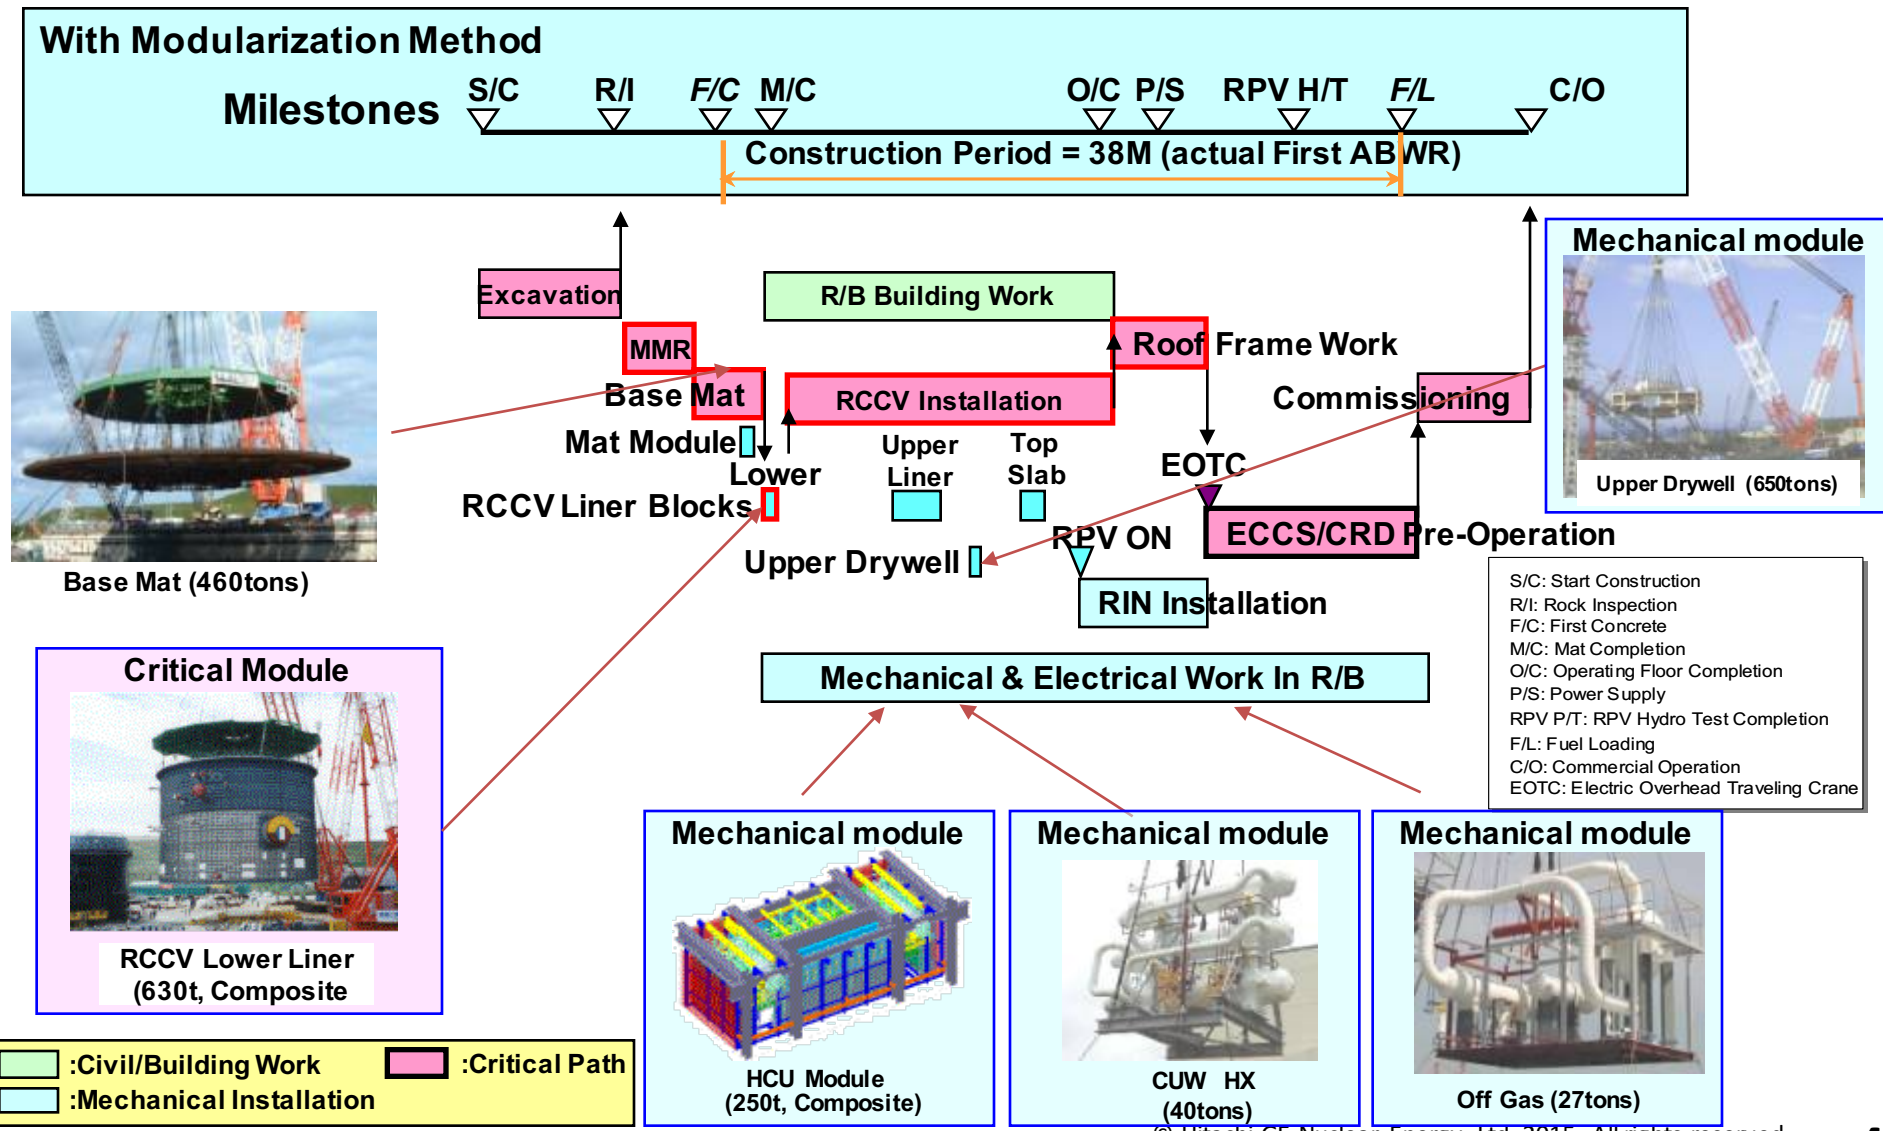 With Modularization Method
Milestones
S/C R/I F/C M/C O/C P/S RPV H/T F/L C/O
Construction Period = 38M (actual First ABWR)
Excavation
R/B Building Work
MMR
Roof Frame Work
Base Mat
RCCV Installation
Commissioning
Mat Module
Lower
Upper
Liner
Top
Slab
EOTC
RCCV Liner Blocks
RPV ON
ECCS/CRD Pre-Operation
Upper Drywell
RIN Installation
Mechanical & Electrical Work In R/B
Mechanical module
Upper Drywell (650tons)
Base Mat (460tons)
Critical Module
RCCV Lower Liner
(630t, Composite
S/C: Start Construction
R/I: Rock Inspection
F/C: First Concrete
M/C: Mat Completion
O/C: Operating Floor Completion
P/S: Power Supply
RPV P/T: RPV Hydro Test Completion
F/L: Fuel Loading
C/O: Commercial Operation
EOTC: Electric Overhead Traveling Crane
Mechanical module
HCU Module
(250t, Composite)
Mechanical module
CUW HX
(40tons)
Mechanical module
Off Gas (27tons)
:Civil/Building Work
:Critical Path
:Mechanical Installation